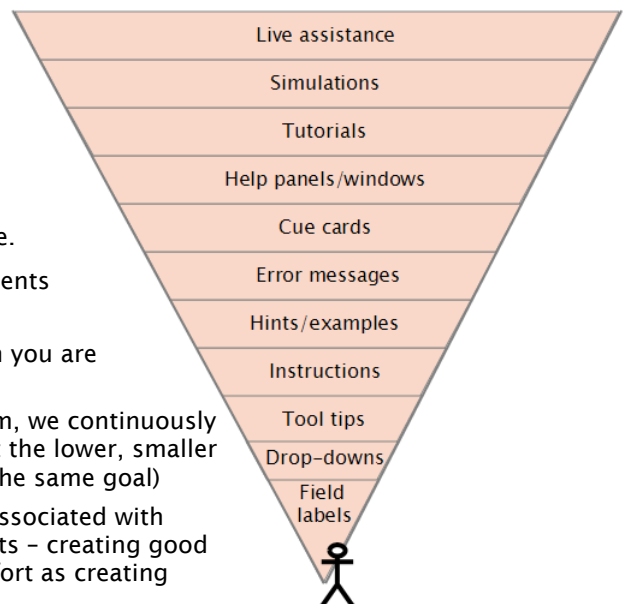 Live assistance
Simulations
Tutorials
Help panels/windows
Cue cards
Error messages
Hints/examples
Instructions
Tool tips
Drop-downs
Field
labels
e.
ents
you are
m, we continuously
the lower, smaller
he same goal)
ssociated with
ts – creating good
fort as creating